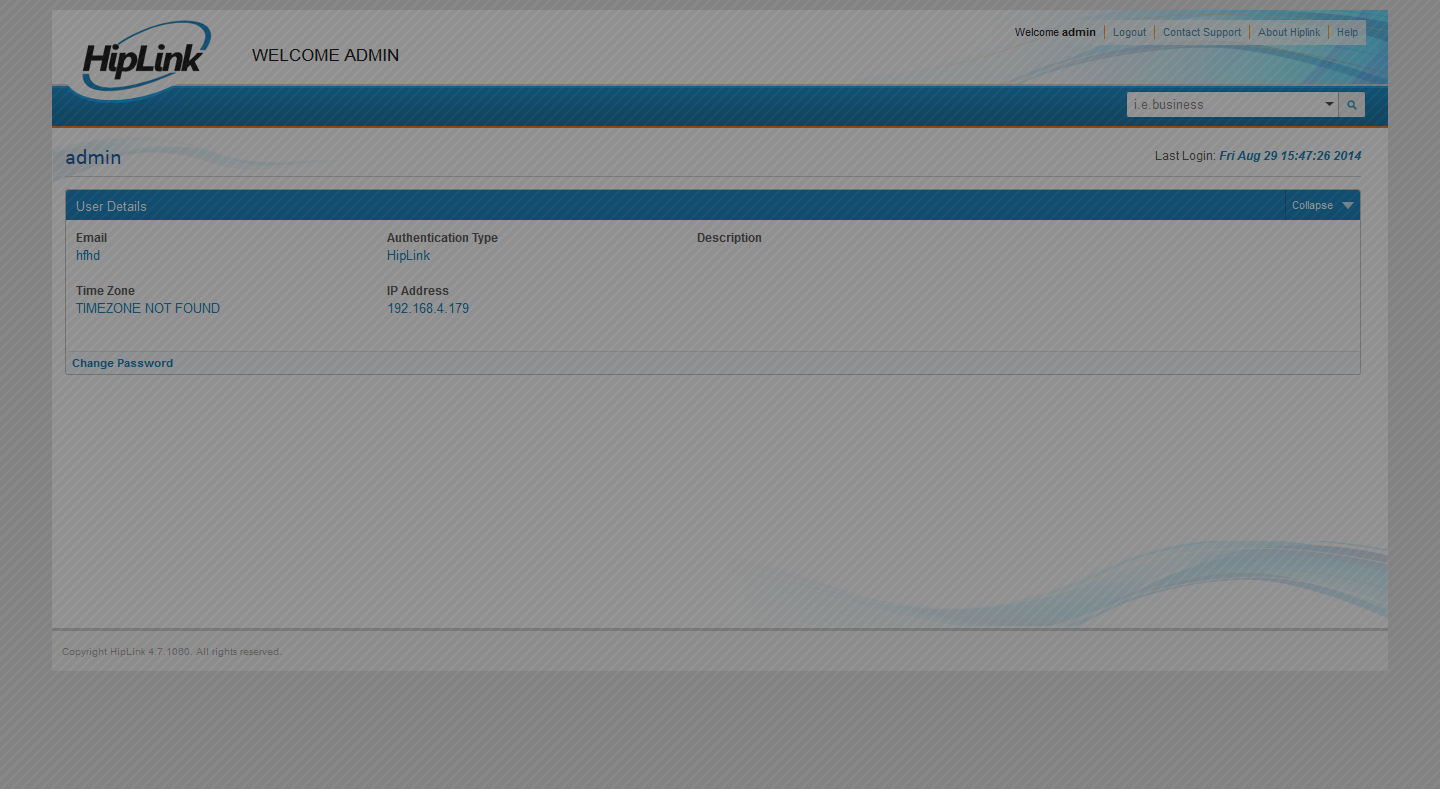 HipLink
WELCOME ADMIN
Welcome admin
Logout
Contact Support
About Hiplink
Help
i.e.business
admin
Last Login: Fri Aug 29 15:47:26 2014
User Details
Collapse
Email
Authentication Type
Description
hfhd
HipLink
Time Zone
IP Address
TIMEZONE NOT FOUND
192.168.4.179
Change Password
Copyright HipLink 4.7.1060. All rights reserved.